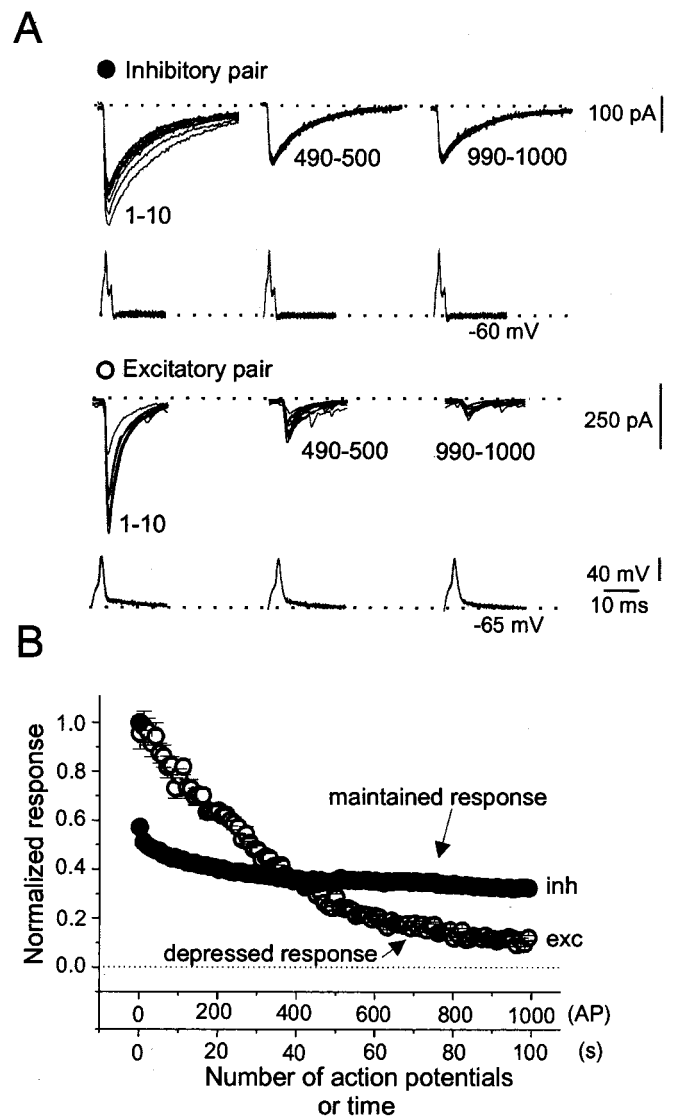 A
Inhibitory pair
100 pA
490-500
990-1000
1-10
-60 mV
Excitatory pair
250 pA
490-500
990-1000
1-10
40 mV
10 ms
-65 mV
B
Normalized response
1.0
0.8
0.6
0.4
0.2
0.0
maintained response
inh
exc
depressed response
0 200 400 600 800 1000 (AP)
0 20 40 60 80 100 (s)
Number of action potentials
or time